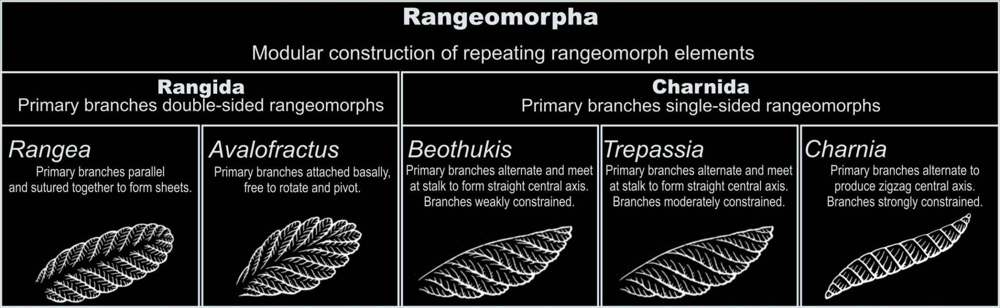 Rangeomorpha
Modular construction of repeating rangeomorph elements
Rangida
Primary branches double-sided rangeomorphs
Charnida
Primary branches single-sided rangeomorphs
Rangea
Primary branches parallel
and sutured together to form sheets.
Avalofractus
Primary branches attached basally,
free to rotate and pivot.
Beothukis
Primary branches alternate and meet
at stalk to form straight central axis.
Branches weakly constrained.
Trepassia
Primary branches alternate and meet
at stalk to form straight central axis.
Branches moderately constrained.
Charnia
Primary branches alternate to
produce zigzag central axis.
Branches strongly constrained.